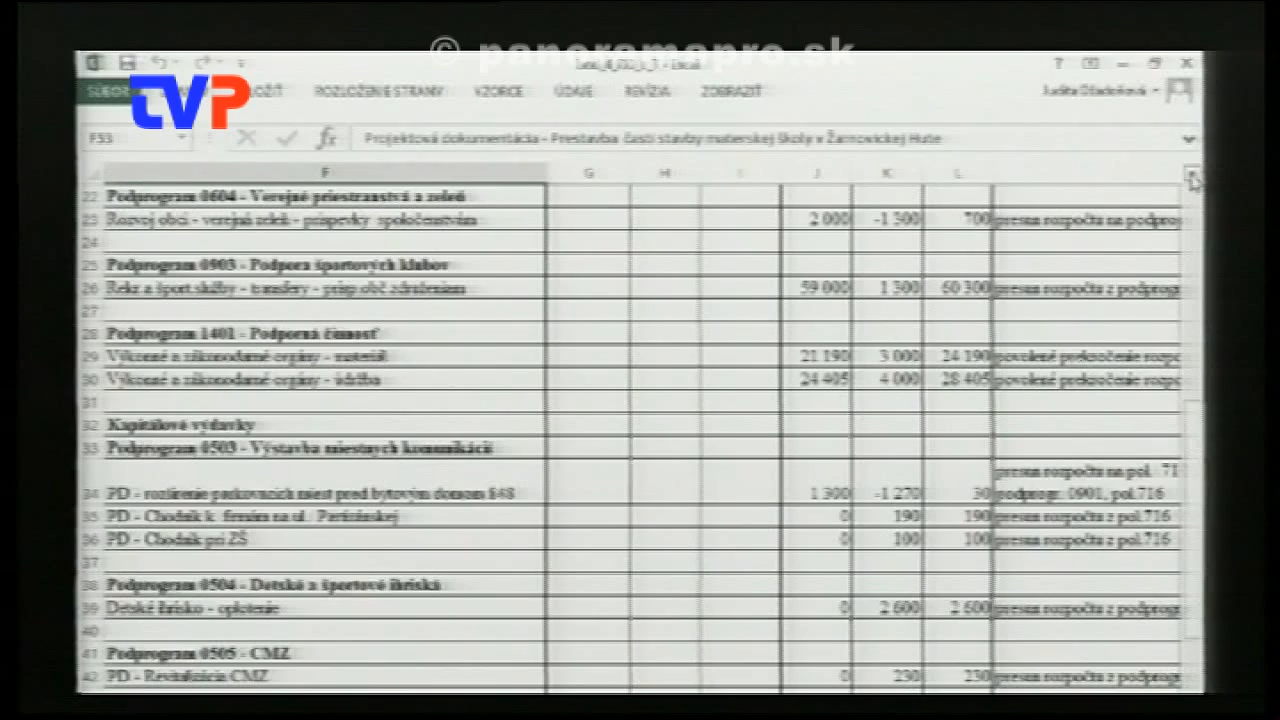 © panoramapro.sk
TVP
SÚBOR
ROZLOŽENIE STRANY VZORCE ÚDAJE REVÍZIA ZOBRAZIŤ
F53 fx Projektová dokumentácia - Prestavba časti stavby materskej školy v Žarnovickej Hute
F G H I J K L
22 Podprogram 0604 - Verejné priestranstvá a zeleň
23 Rozvoj obcí - verejná zeleň - príspevky spoločenstvám 2 000 -1 300 700 presun rozpočtu na podprog
24
25 Podprogram 0903 - Podpora športových klubov
26 Rekr a šport služby - transfery - prísp.obč.združeniam 59 000 1 300 60 300 presun rozpočtu z podprogr
27
28 Podprogram 1401 - Podporná činnosť
29 Výkonné a zákonodarné orgány - materiál 21 190 3 000 24 190 povolené prekročenie rozpo
30 Výkonné a zákonodarné orgány - údržba 24 405 4 000 28 405 povolené prekročenie rozpo
31
32 Kapitálové výdavky
33 Podprogram 0503 - Výstavba miestnych komunikácií
presun rozpočtu na pol. 71
34 PD - rozšírenie parkovacích miest pred bytovým domom 848 1 300 -1 270 30 podprogr. 0901, pol.716
35 PD - Chodník k firmám na ul. Partizánskej 0 190 190 presun rozpočtu z pol.716
36 PD - Chodník pri ZŠ 0 100 100 presun rozpočtu z pol.716
37
38 Podprogram 0504 - Detské a športové ihriská
39 Detské ihrisko - oplotenie 0 2 600 2 600 presun rozpočtu z podprogr
40
41 Podprogram 0505 - CMZ
42 PD - Revitalizácia CMZ 0 230 230 presun rozpočtu z podprogr